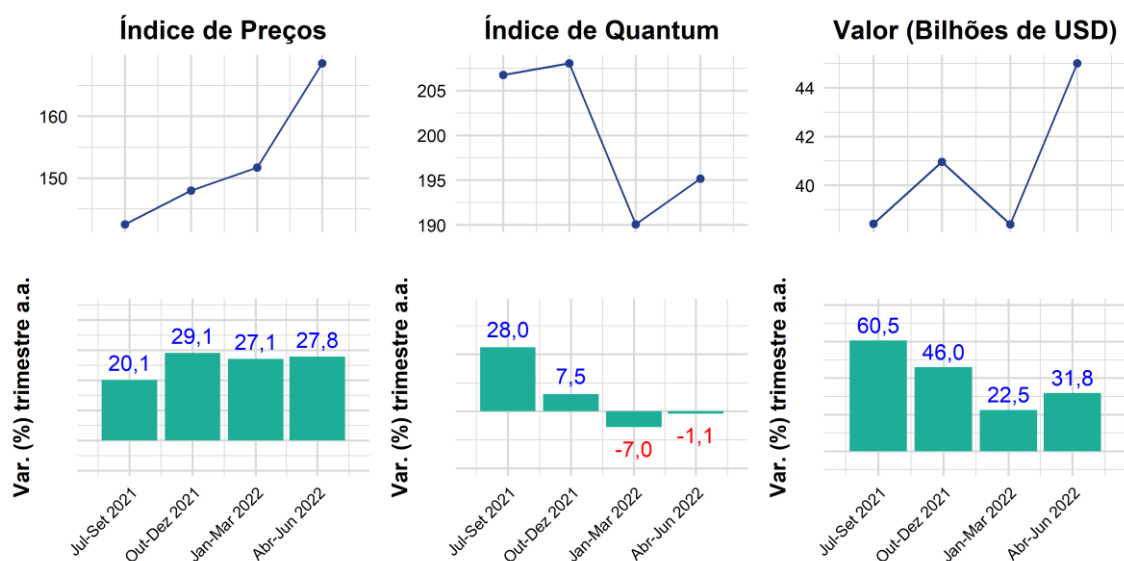 Índice de Preços
Índice de Quantum
Valor (Bilhões de USD)
160
150
205
200
195
190
44
42
40
Var. (%) trimestre a.a.
20,1
29,1
27,1
27,8
Jul-Set 2021
Out-Dez 2021
Jan-Mar 2022
Abr-Jun 2022
Var. (%) trimestre a.a.
28,0
7,5
-7,0
-1,1
Jul-Set 2021
Out-Dez 2021
Jan-Mar 2022
Abr-Jun 2022
Var. (%) trimestre a.a.
60,5
46,0
22,5
31,8
Jul-Set 2021
Out-Dez 2021
Jan-Mar 2022
Abr-Jun 2022